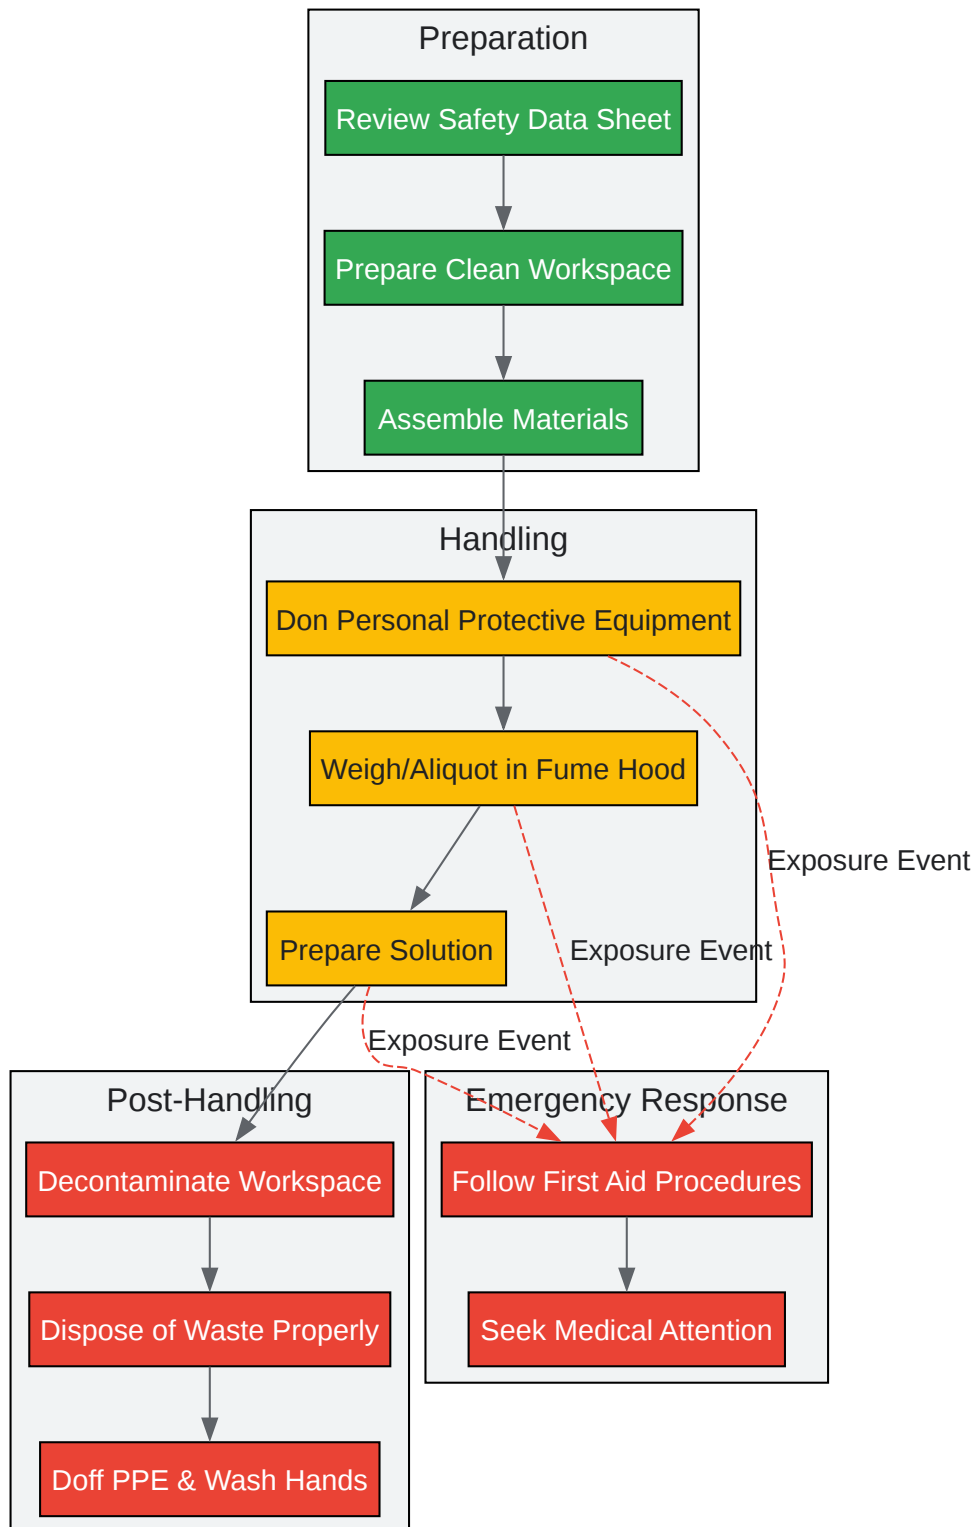 Preparation
Review Safety Data Sheet
Prepare Clean Workspace
Assemble Materials
Handling
Don Personal Protective Equipment
Weigh/Aliquot in Fume Hood
Exposure Event
Prepare Solution
Exposure Event
Exposure Event
Post-Handling
Decontaminate Workspace
Dispose of Waste Properly
Doff PPE & Wash Hands
Emergency Response
Follow First Aid Procedures
Seek Medical Attention